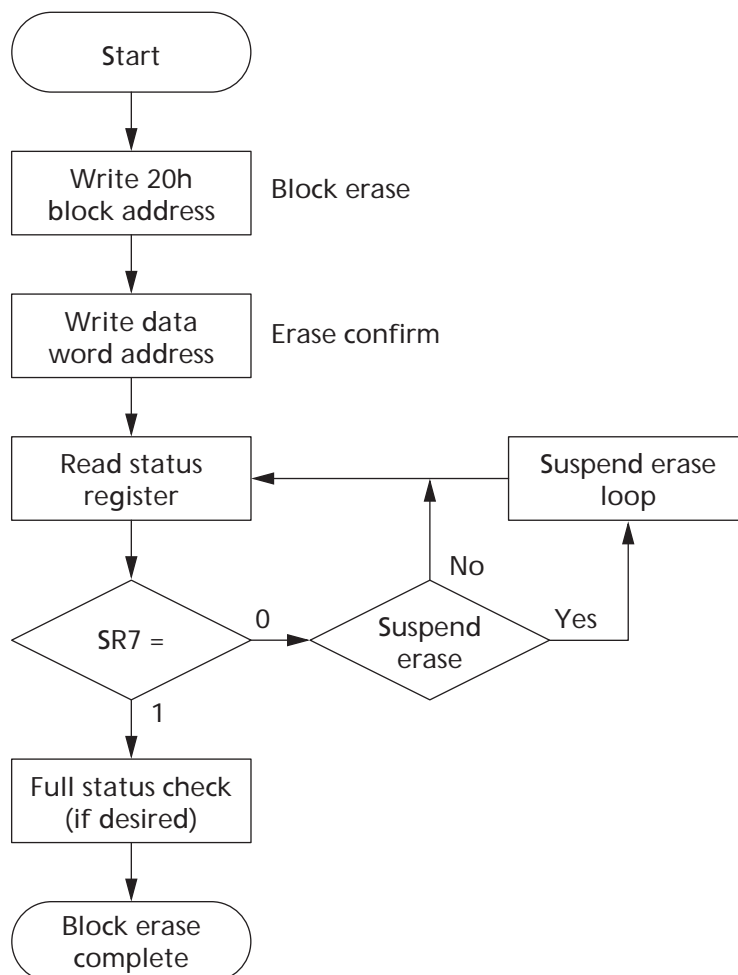 Start
Write 20h
block address
Block erase
Write data
word address
Erase confirm
Read status
register
Suspend erase
loop
No
SR7 =
0
Suspend
erase
Yes
1
Full status check
(if desired)
Block erase
complete